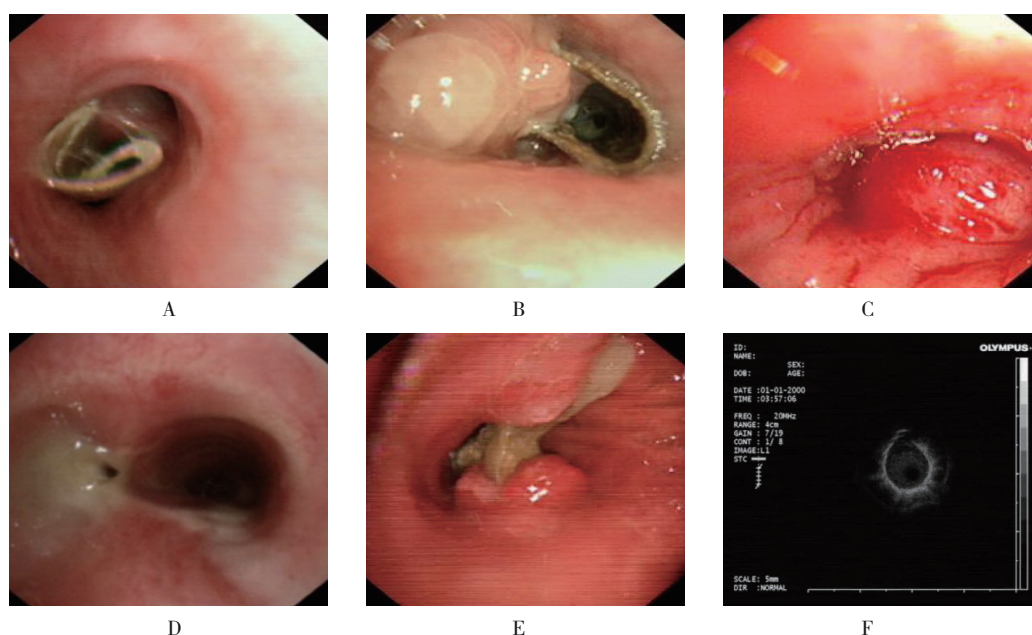 A
B
C
ID:
NAME:
SEX:
DOB:
AGE:
DATE :01-01-2000
TIME :03:57:06
FREQ : 20MHz
RANGE: 4cm
GAIN : 7/19
CONT : 1/ 8
IMAGE:L1
STC
OLYMPUS
SCALE: 5mm
DIR :NORMAL
D
E
F